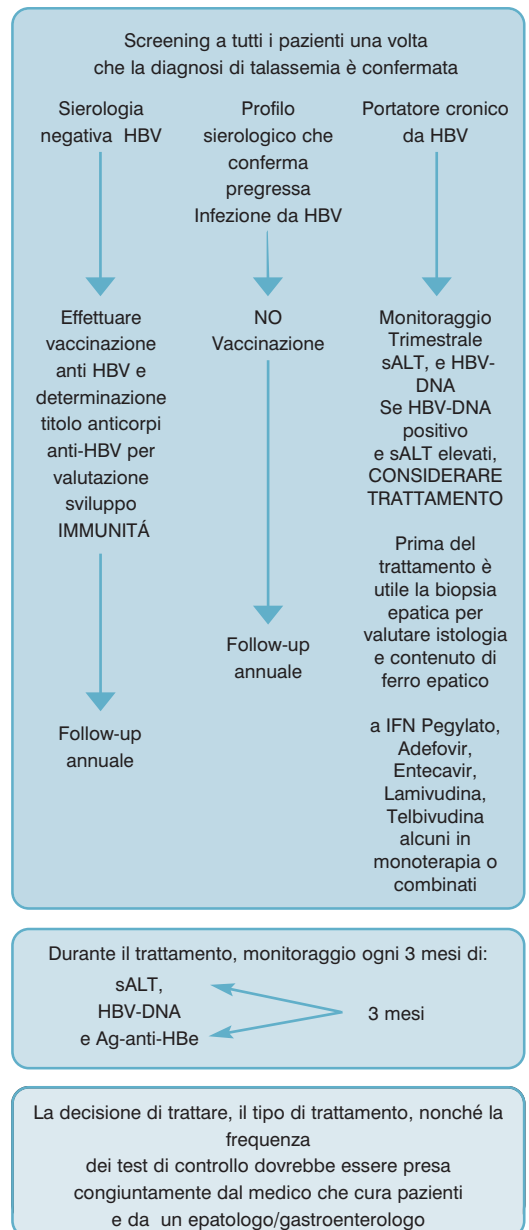 Screening a tutti i pazienti una volta
che la diagnosi di talassemia è confermata
Sierologia
negativa HBV
Effettuare
vaccinazione
anti HBV e
determinazione
titolo anticorpi
anti-HBV per
valutazione
sviluppo
IMMUNITÁ
Follow-up
annuale
Profilo
sierologico che
conferma
pregressa
Infezione da HBV
NO
Vaccinazione
Follow-up
annuale
Portatore cronico
da HBV
Monitoraggio
Trimestrale
sALT, e HBV-
DNA
Se HBV-DNA
positivo
e sALT elevati,
CONSIDERARE
TRATTAMENTO
Prima del
trattamento è
utile la biopsia
epatica per
valutare istologia
e contenuto di
ferro epatico
a IFN Pegylato,
Adefovir,
Entecavir,
Lamivudina,
Telbivudina
alcuni in
monoterapia o
combinati
Durante il trattamento, monitoraggio ogni 3 mesi di:
sALT,
HBV-DNA
e Ag-anti-HBe
3 mesi
La decisione di trattare, il tipo di trattamento, nonché la
frequenza
dei test di controllo dovrebbe essere presa
congiuntamente dal medico che cura pazienti
e da un epatologo/gastroenterologo